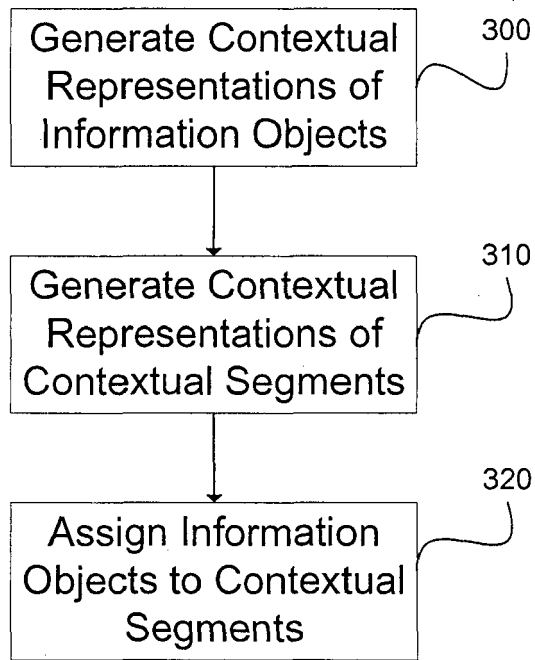 Generate Contextual
Representations of
Information Objects
300
Generate Contextual
Representations of
Contextual Segments
310
Assign Information
Objects to Contextual
Segments
320